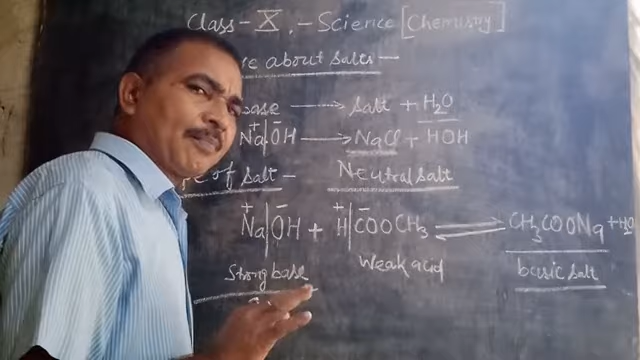 Class - X, - Science [Chemistry]
about Salts —
ase → Salt + H₂O
Na|OH → NaCl + HOH
e of Salt – Neutral Salt
+ – + –
Na|OH + H|COOCH₃ ⇌ CH₃COONa + H₂O
Strong base Weak acid basic salt